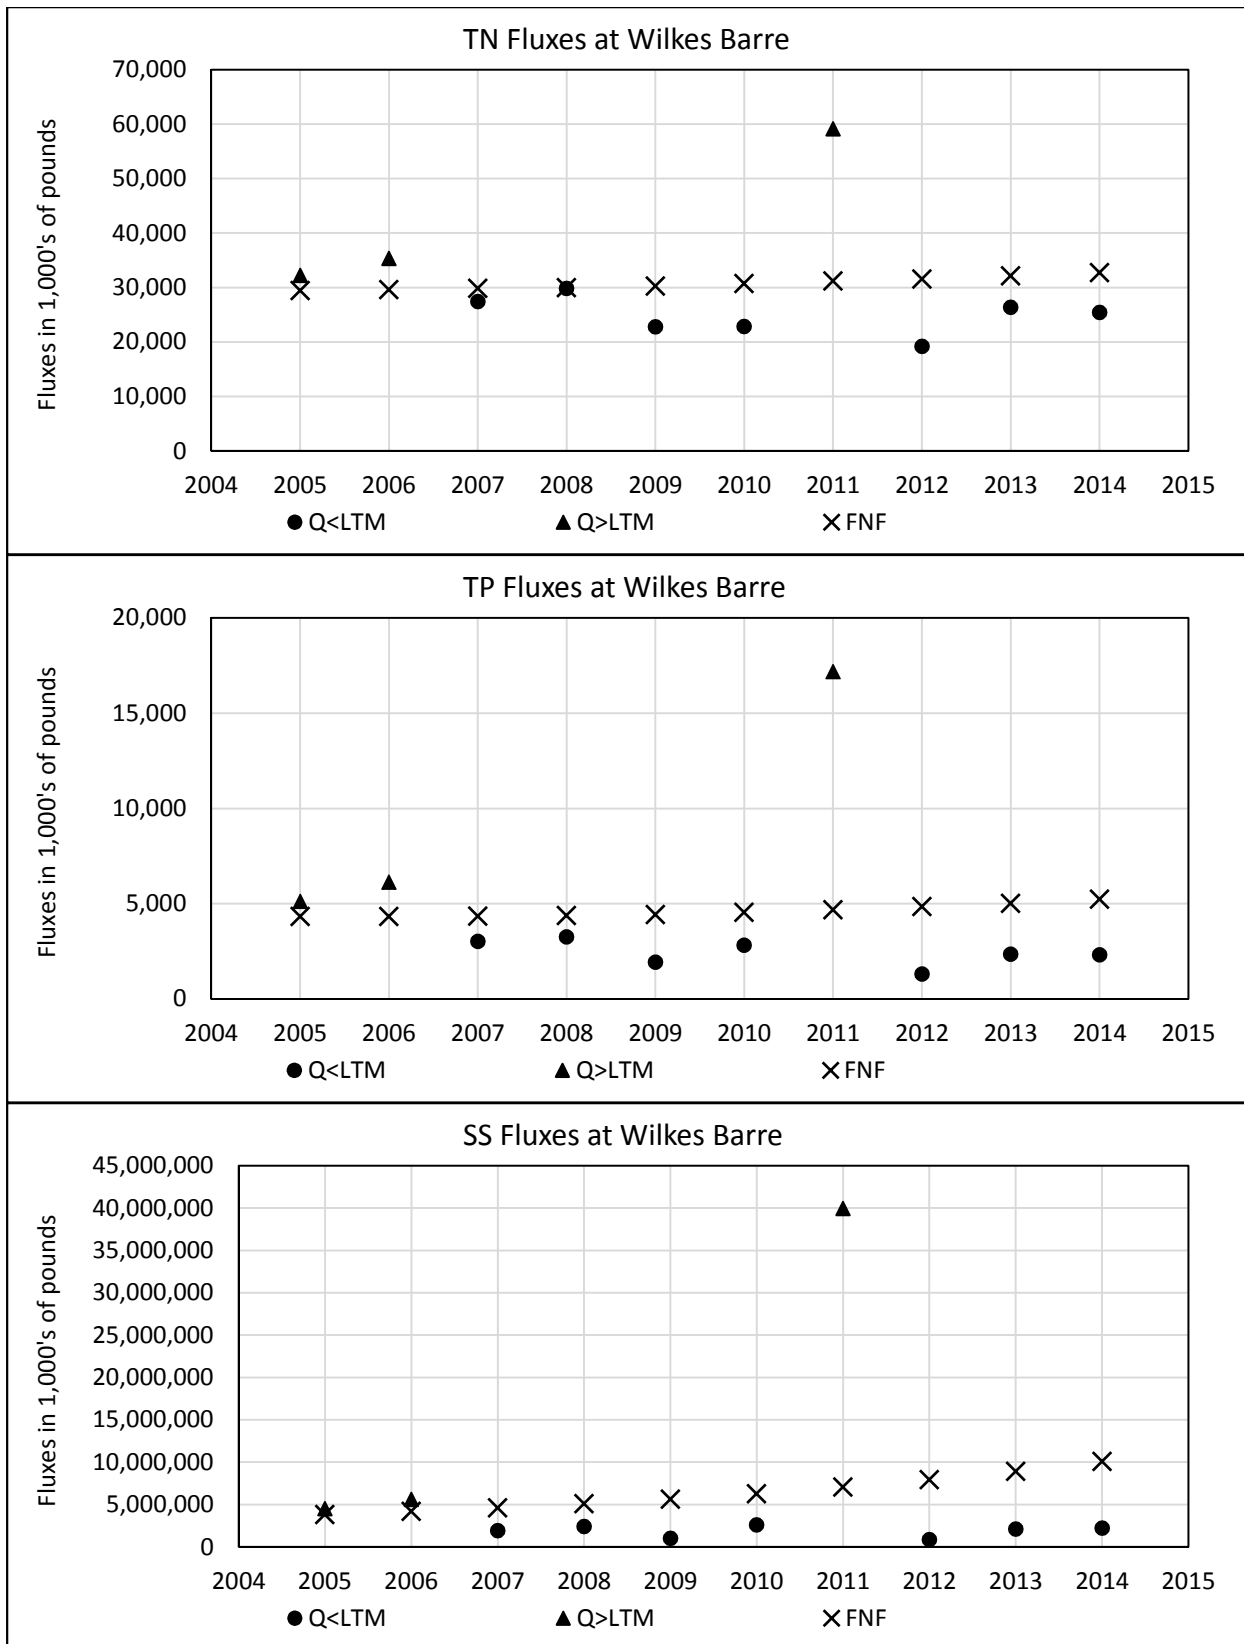 TN Fluxes at Wilkes Barre
Fluxes in 1,000's of pounds
70,000
60,000
50,000
40,000
30,000
20,000
10,000
0
2004 2005 2006 2007 2008 2009 2010 2011 2012 2013 2014 2015
Q<LTM Q>LTM FNF
TP Fluxes at Wilkes Barre
Fluxes in 1,000's of pounds
20,000
15,000
10,000
5,000
0
2004 2005 2006 2007 2008 2009 2010 2011 2012 2013 2014 2015
Q<LTM Q>LTM FNF
SS Fluxes at Wilkes Barre
Fluxes in 1,000's of pounds
45,000,000
40,000,000
35,000,000
30,000,000
25,000,000
20,000,000
15,000,000
10,000,000
5,000,000
0
2004 2005 2006 2007 2008 2009 2010 2011 2012 2013 2014 2015
Q<LTM Q>LTM FNF